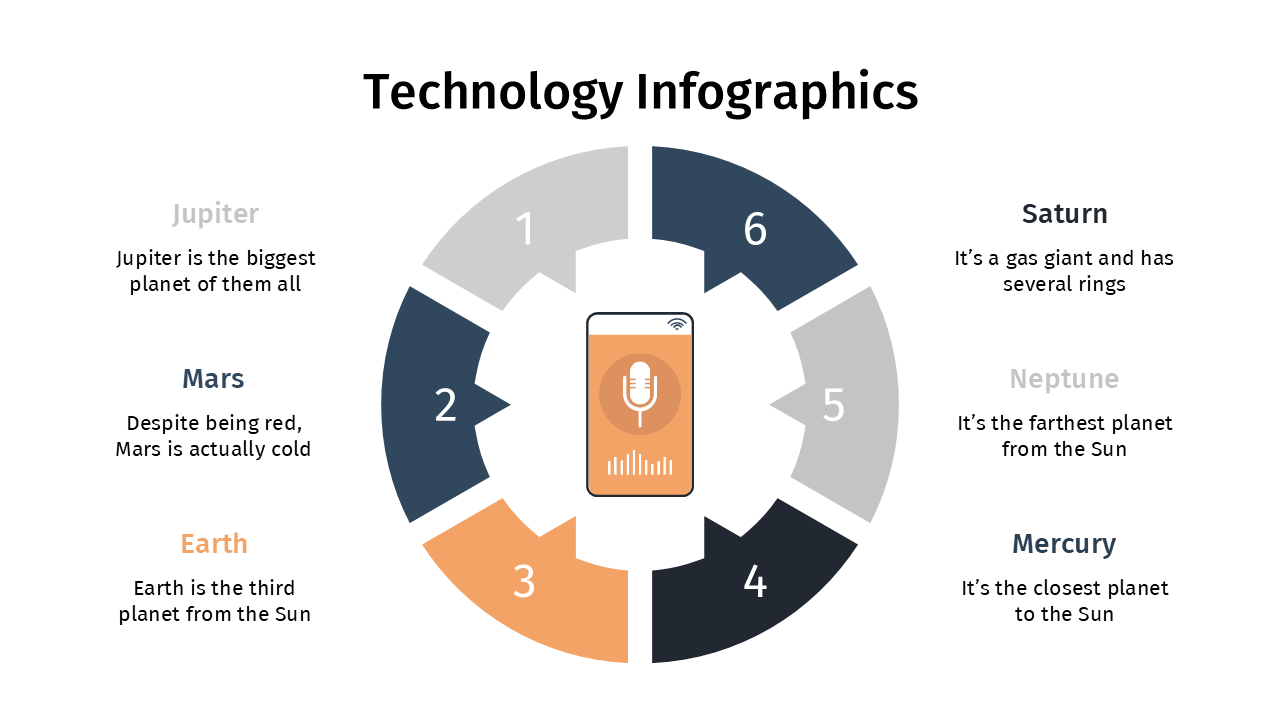 Technology Infographics
Jupiter
Jupiter is the biggest
planet of them all
Mars
Despite being red,
Mars is actually cold
Earth
Earth is the third
planet from the Sun
1
2
3
6
5
4
Saturn
It’s a gas giant and has
several rings
Neptune
It’s the farthest planet
from the Sun
Mercury
It’s the closest planet
to the Sun